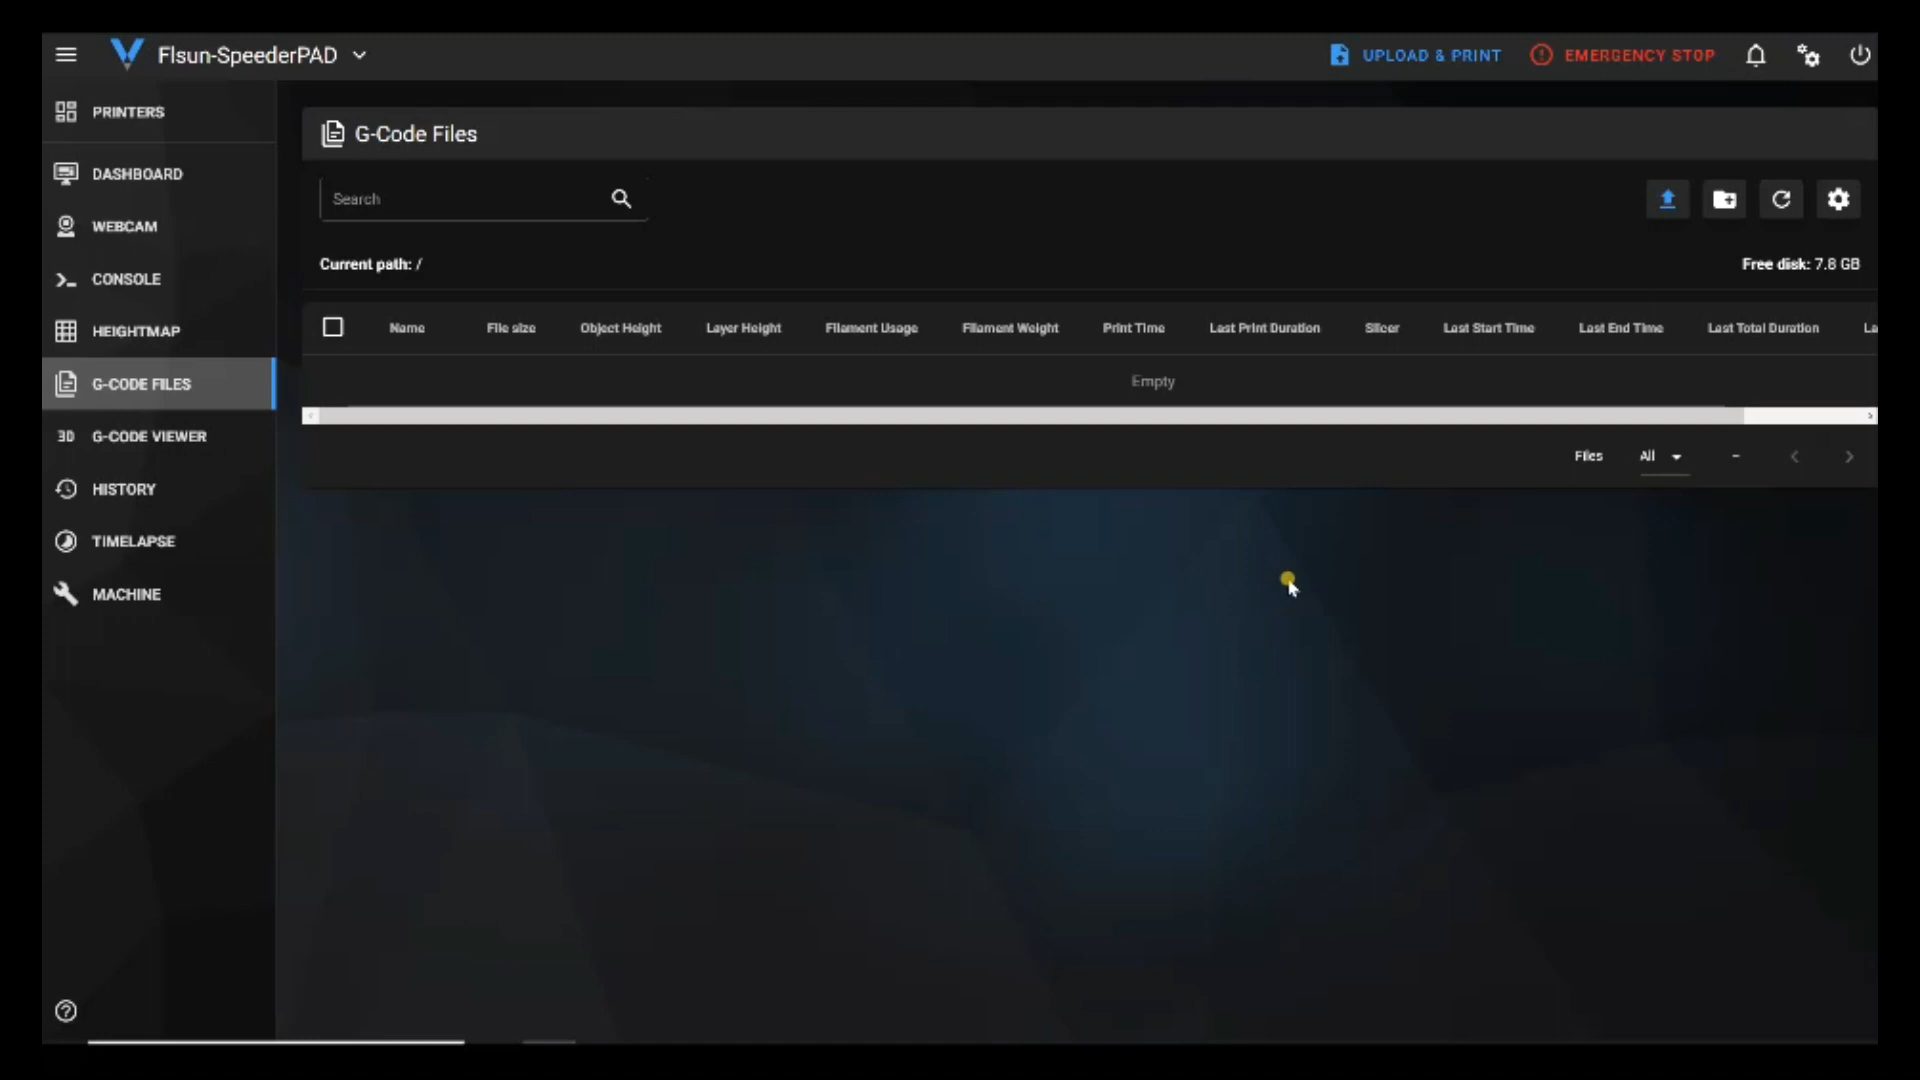 Flsun-SpeederPAD
UPLOAD & PRINT
EMERGENCY STOP
PRINTERS
DASHBOARD
WEBCAM
CONSOLE
HEIGHTMAP
G-CODE FILES
3D G-CODE VIEWER
HISTORY
TIMELAPSE
MACHINE
G-Code Files
Search
Current path: /
Free disk: 7.8 GB
Name File size Object Height Layer Height Filament Usage Filament Weight Print Time Last Print Duration Slicer Last Start Time Last End Time Last Total Duration La
Empty
Files All –